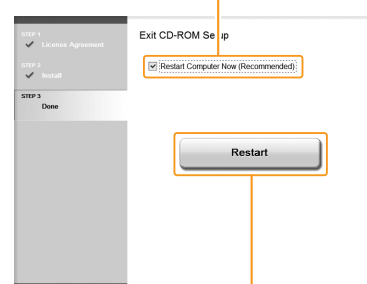 STEP 1
License Agreement
STEP 2
Install
STEP 3
Done
Exit CD-ROM Setup
Restart Computer Now (Recommended)
Restart